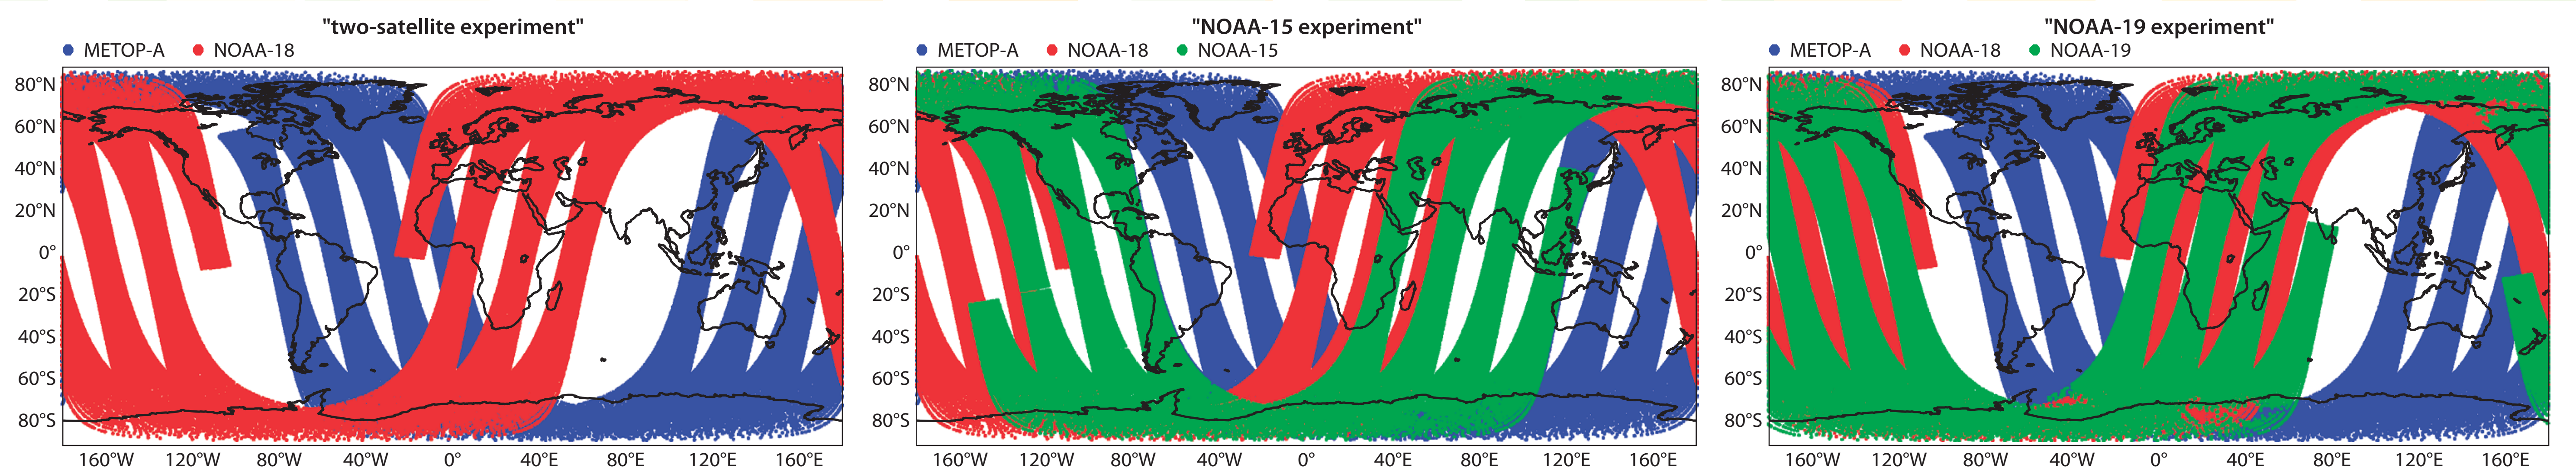 "two-satellite experiment"
METOP-A NOAA-18
80°N
60°N
40°N
20°N
0°
20°S
40°S
60°S
80°S
160°W 120°W 80°W 40°W 0° 40°E 80°E 120°E 160°E
"NOAA-15 experiment"
METOP-A NOAA-18 NOAA-15
80°N
60°N
40°N
20°N
0°
20°S
40°S
60°S
80°S
160°W 120°W 80°W 40°W 0° 40°E 80°E 120°E 160°E
"NOAA-19 experiment"
METOP-A NOAA-18 NOAA-19
80°N
60°N
40°N
20°N
0°
20°S
40°S
60°S
80°S
160°W 120°W 80°W 40°W 0° 40°E 80°E 120°E 160°E